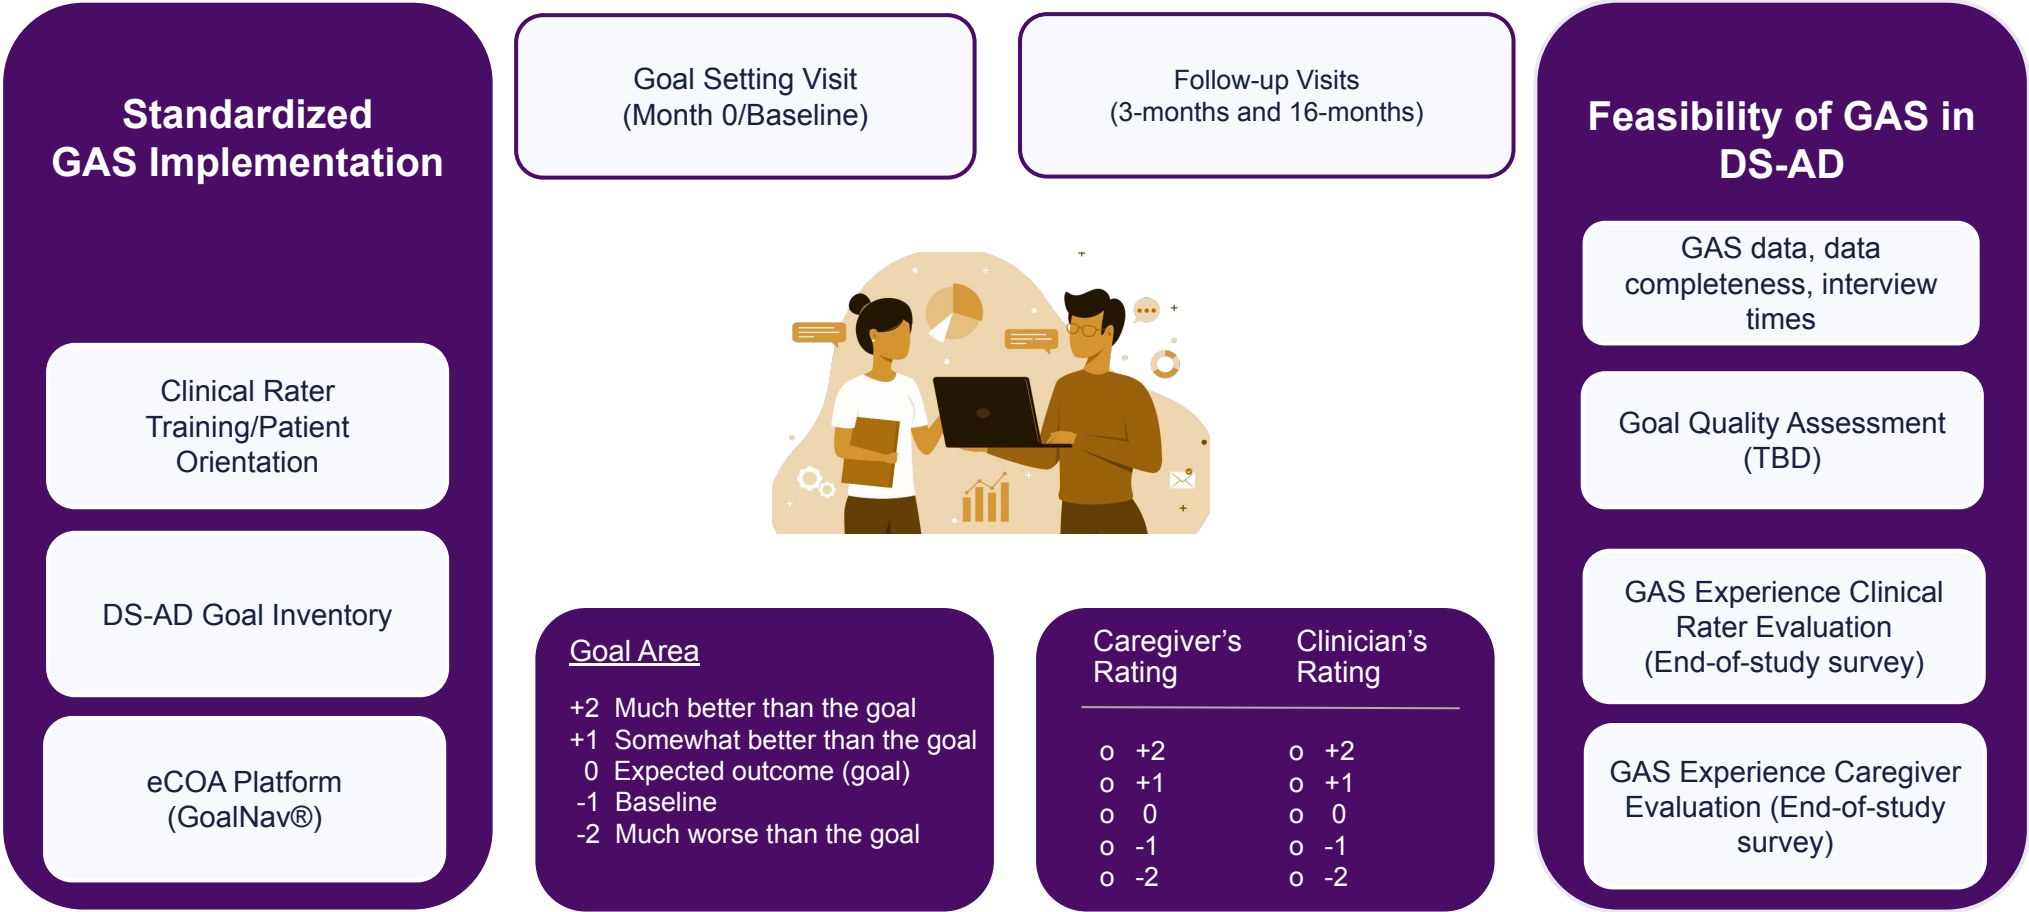 Standardized
GAS Implementation
Clinical Rater
Training/Patient
Orientation
DS-AD Goal Inventory
eCOA Platform
(GoalNav®)
Goal Setting Visit
(Month 0/Baseline)
Follow-up Visits
(3-months and 16-months)
Goal Area
+2 Much better than the goal
+1 Somewhat better than the goal
0 Expected outcome (goal)
-1 Baseline
-2 Much worse than the goal
Caregiver’s Clinician’s
Rating Rating
o +2 o +2
o +1 o +1
o 0 o 0
o -1 o -1
o -2 o -2
Feasibility of GAS in
DS-AD
GAS data, data
completeness, interview
times
Goal Quality Assessment
(TBD)
GAS Experience Clinical
Rater Evaluation
(End-of-study survey)
GAS Experience Caregiver
Evaluation (End-of-study
survey)